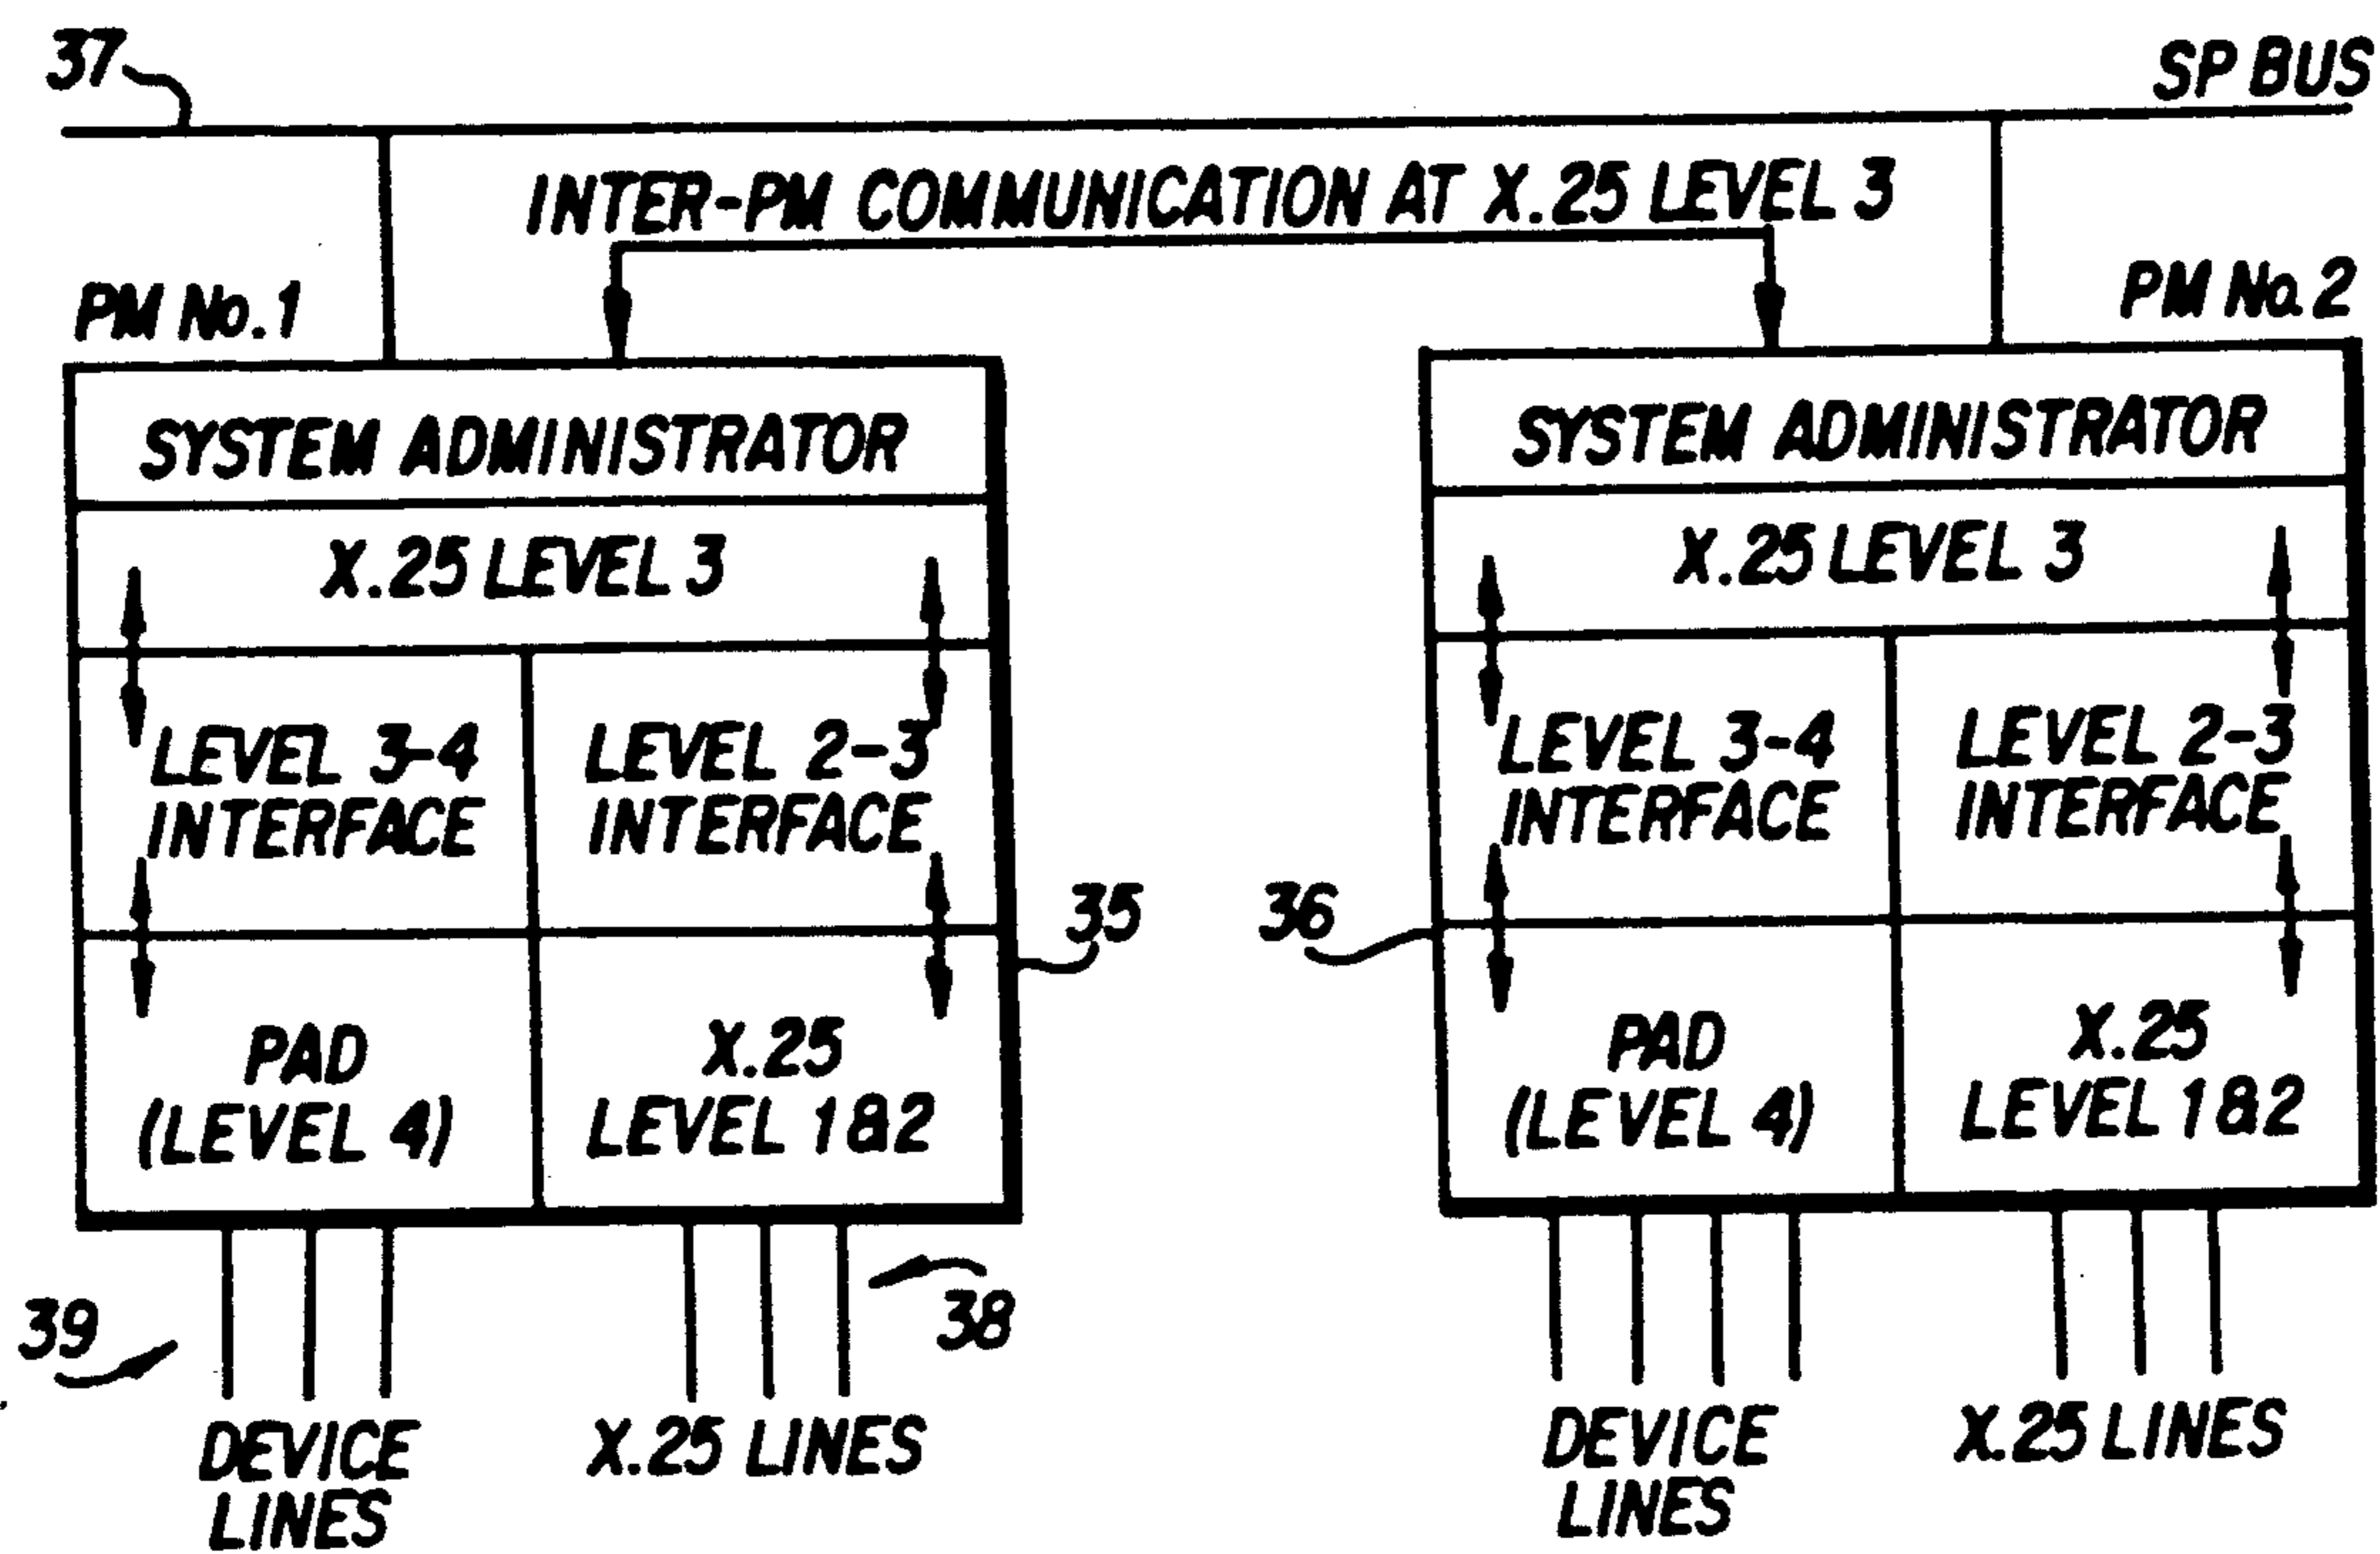 37
SP BUS
INTER-PM COMMUNICATION AT X.25 LEVEL 3
PM No.1
PM No.2
SYSTEM ADMINISTRATOR
SYSTEM ADMINISTRATOR
X.25 LEVEL 3
X.25 LEVEL 3
LEVEL 3-4
INTERFACE
LEVEL 2-3
INTERFACE
LEVEL 3-4
INTERFACE
LEVEL 2-3
INTERFACE
35
36
PAD
(LEVEL 4)
X.25
LEVEL 1&2
PAD
(LEVEL 4)
X.25
LEVEL 1&2
39
38
DEVICE
LINES
X.25 LINES
DEVICE
LINES
X.25 LINES